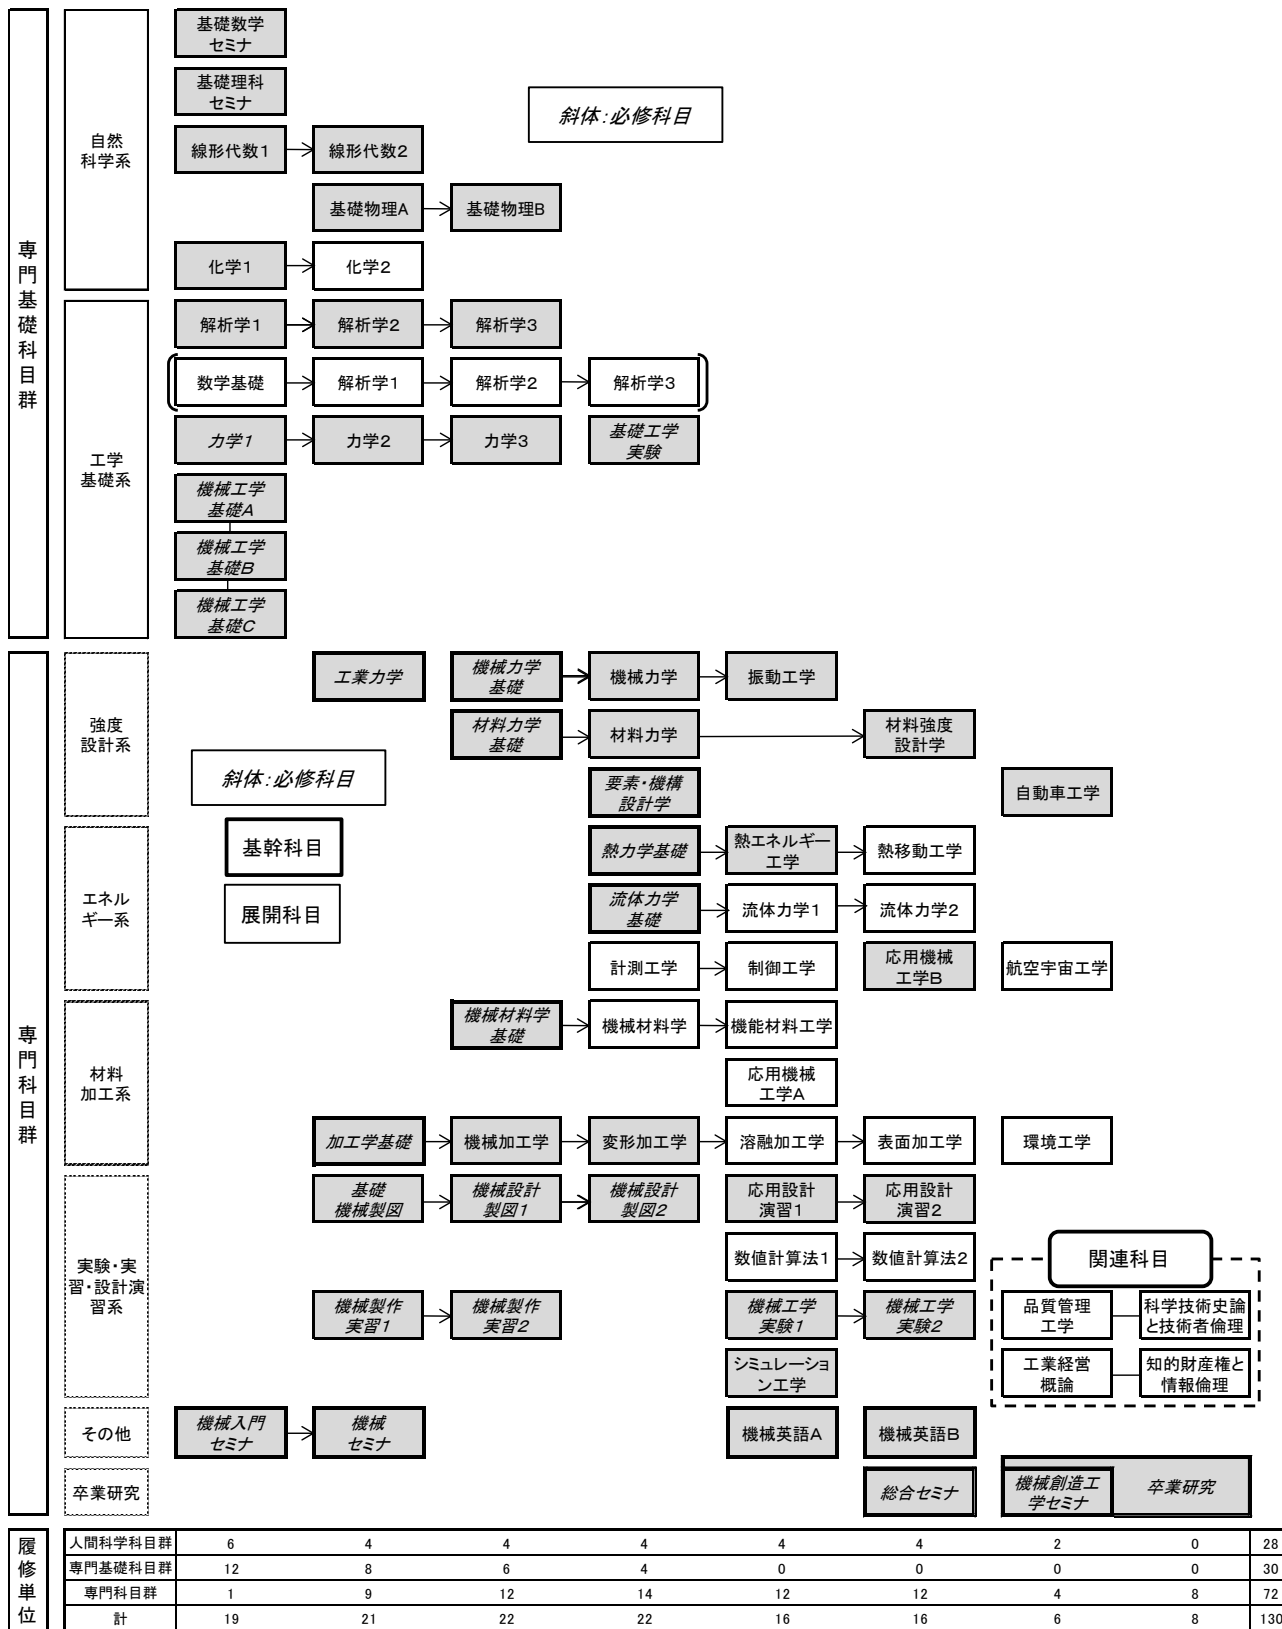 専門基礎科目群
自然
科学系
基礎数学
セミナ
基礎理科
セミナ
斜体：必修科目
線形代数1
線形代数2
基礎物理A
基礎物理B
化学1
化学2
工学
基礎系
解析学1
解析学2
解析学3
数学基礎
解析学1
解析学2
解析学3
力学1
力学2
力学3
基礎工学
実験
機械工学
基礎A
機械工学
基礎B
機械工学
基礎C
専門科目群
強度
設計系
工業力学
機械力学
基礎
機械力学
振動工学
材料力学
基礎
材料力学
材料強度
設計学
斜体：必修科目
要素・機構
設計学
自動車工学
基幹科目
展開科目
エネル
ギー系
熱力学基礎
熱エネルギー
工学
熱移動工学
流体力学
基礎
流体力学1
流体力学2
計測工学
制御工学
応用機械
工学B
航空宇宙工学
材料
加工系
機械材料学
基礎
機械材料学
機能材料工学
応用機械
工学A
加工学基礎
機械加工学
変形加工学
溶融加工学
表面加工学
環境工学
実験・実
習・設計演
習系
基礎
機械製図
機械設計
製図1
機械設計
製図2
応用設計
演習1
応用設計
演習2
数値計算法1
数値計算法2
関連科目
機械製作
実習1
機械製作
実習2
機械工学
実験1
機械工学
実験2
品質管理
工学
科学技術史論
と技術者倫理
シミュレーショ
ン工学
工業経営
概論
知的財産権と
情報倫理
その他
機械入門
セミナ
機械
セミナ
機械英語A
機械英語B
卒業研究
総合セミナ
機械創造工
学セミナ
卒業研究
履修単位
人間科学科目群 6 4 4 4 4 4 2 0 28
専門基礎科目群 12 8 6 4 0 0 0 0 30
専門科目群 1 9 12 14 12 12 4 8 72
計 19 21 22 22 16 16 6 8 130